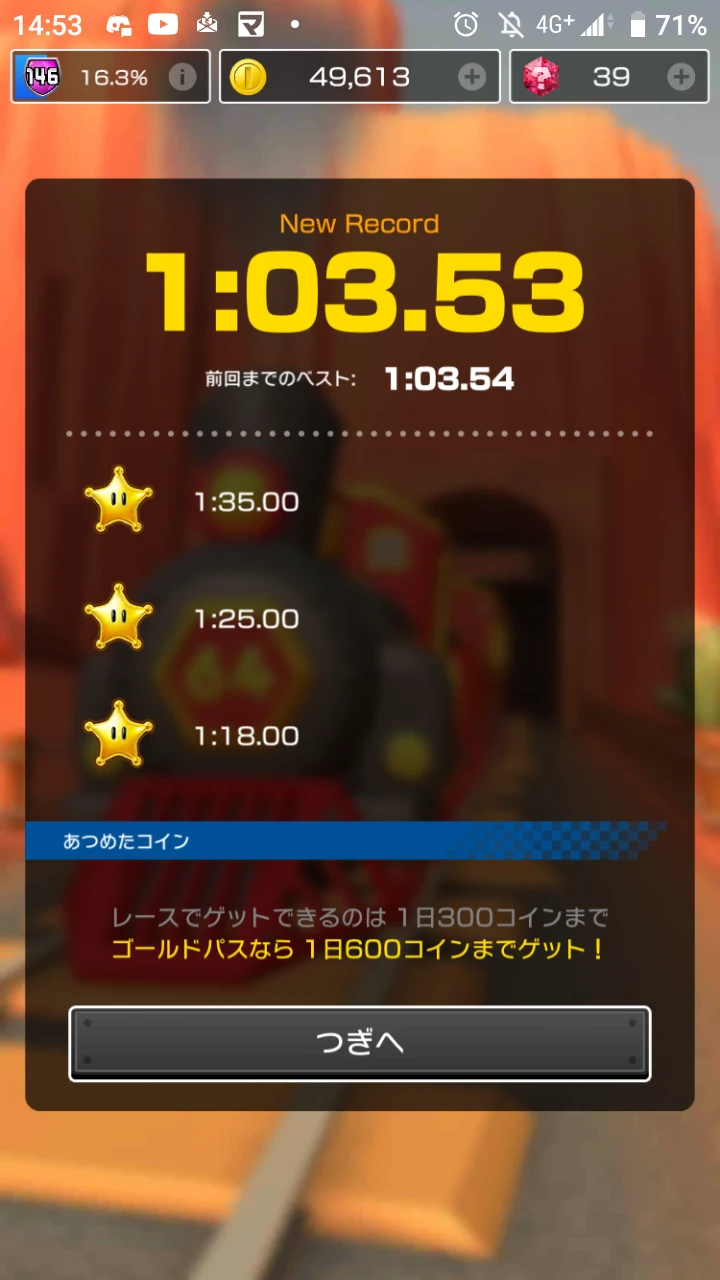 14:53 4G+ 71%
146 16.3% 49,613 39
New Record
1:03.53
前回までのベスト: 1:03.54
1:35.00
1:25.00
1:18.00
64
あつめたコイン
レースでゲットできるのは 1日300コインまで
ゴールドパスなら 1日600コインまでゲット!
つぎへ